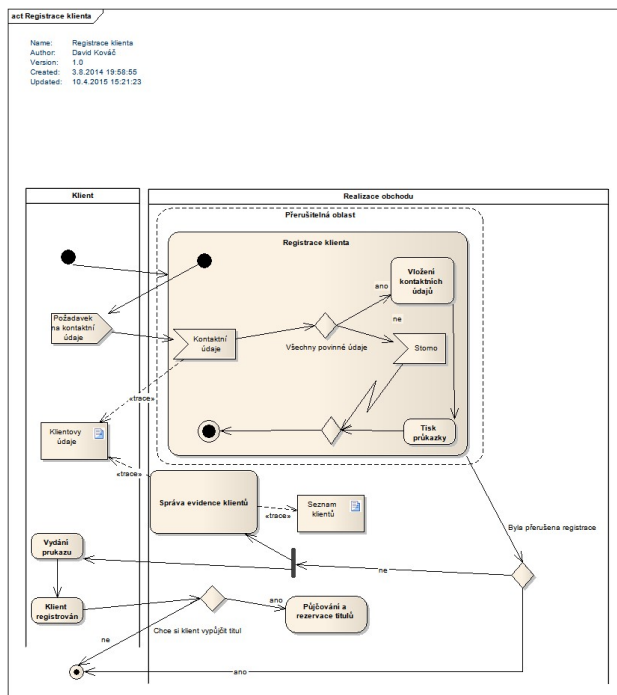 act Registrace klienta
Name: Registrace klienta
Author: David Kováč
Version: 1.0
Created: 3.8.2014 19:58:55
Updated: 10.4.2015 15:21:23
Klient
Realizace obchodu
Přerušitelná oblast
Registrace klienta
Požadavek
na kontaktní
údaje
Kontaktní
údaje
Všechny povinné údaje
ano
Vložení
kontaktních
údajů
ne
Storno
«trace»
Klientovy
údaje
Tisk
průkazky
«trace»
Správa evidence klientů
«trace»
Seznam
klientů
Byla přerušena registrace
Vydání
prukazu
ne
Klient
registrován
Chce si klient vypůjčit titul
ano
Půjčování a
rezervace titulů
ne
ano